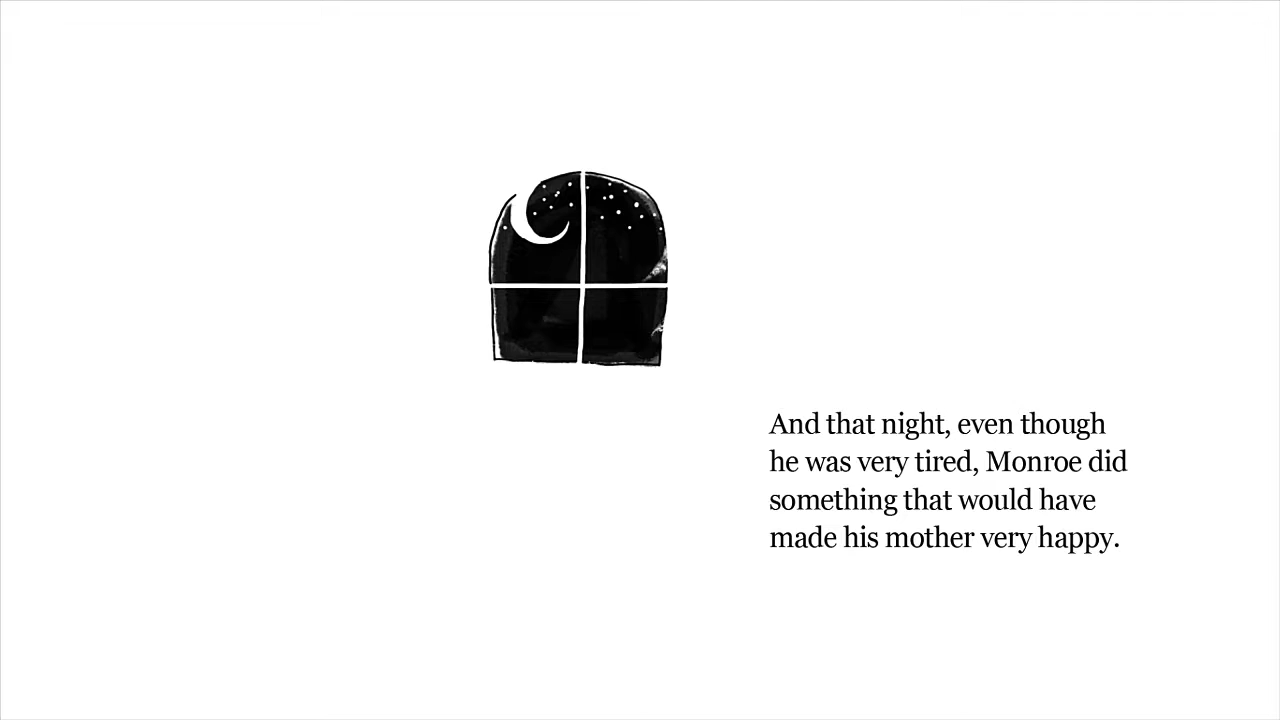 And that night, even though
he was very tired, Monroe did
something that would have
made his mother very happy.